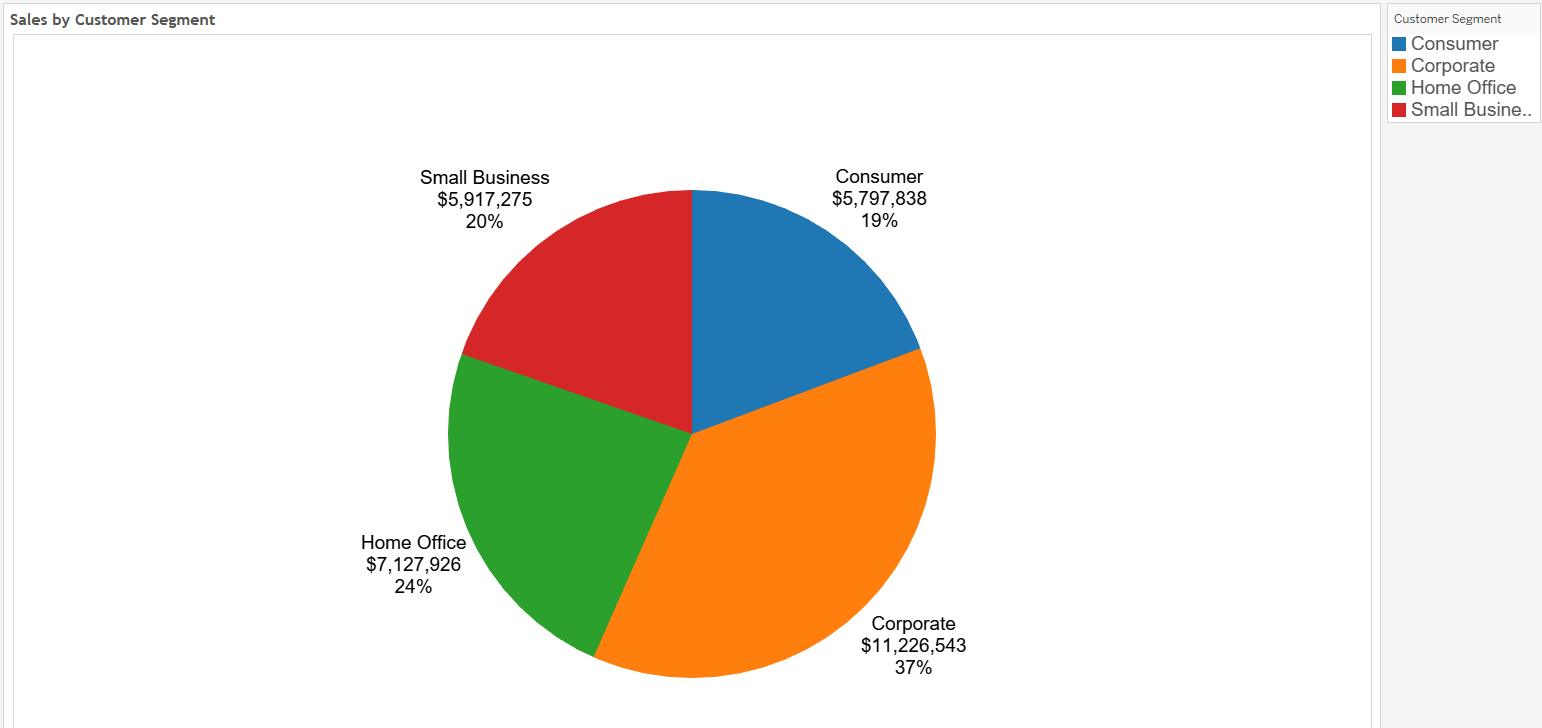 Sales by Customer Segment
Customer Segment
Consumer
Corporate
Home Office
Small Busine..
Small Business
$5,917,275
20%
Consumer
$5,797,838
19%
Home Office
$7,127,926
24%
Corporate
$11,226,543
37%